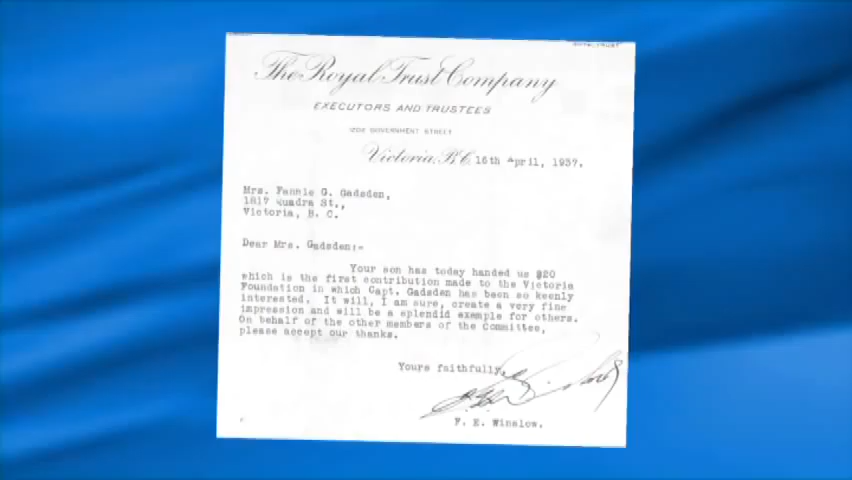 The Royal Trust Company
EXECUTORS AND TRUSTEES
1202 GOVERNMENT STREET
Victoria, B.C. 16th April, 1937.
Mrs. Fannie G. Gadsden,
1817 Quadra St.,
Victoria, B. C.
Dear Mrs. Gadsden:-
Your son has today handed us $20
which is the first contribution made to the Victoria
Foundation in which Capt. Gadsden has been so keenly
interested. It will, I am sure, create a very fine
impression and will be a splendid example for others.
On behalf of the other members of the Committee,
please accept our thanks.
Yours faithfully,
F. E. Winslow.